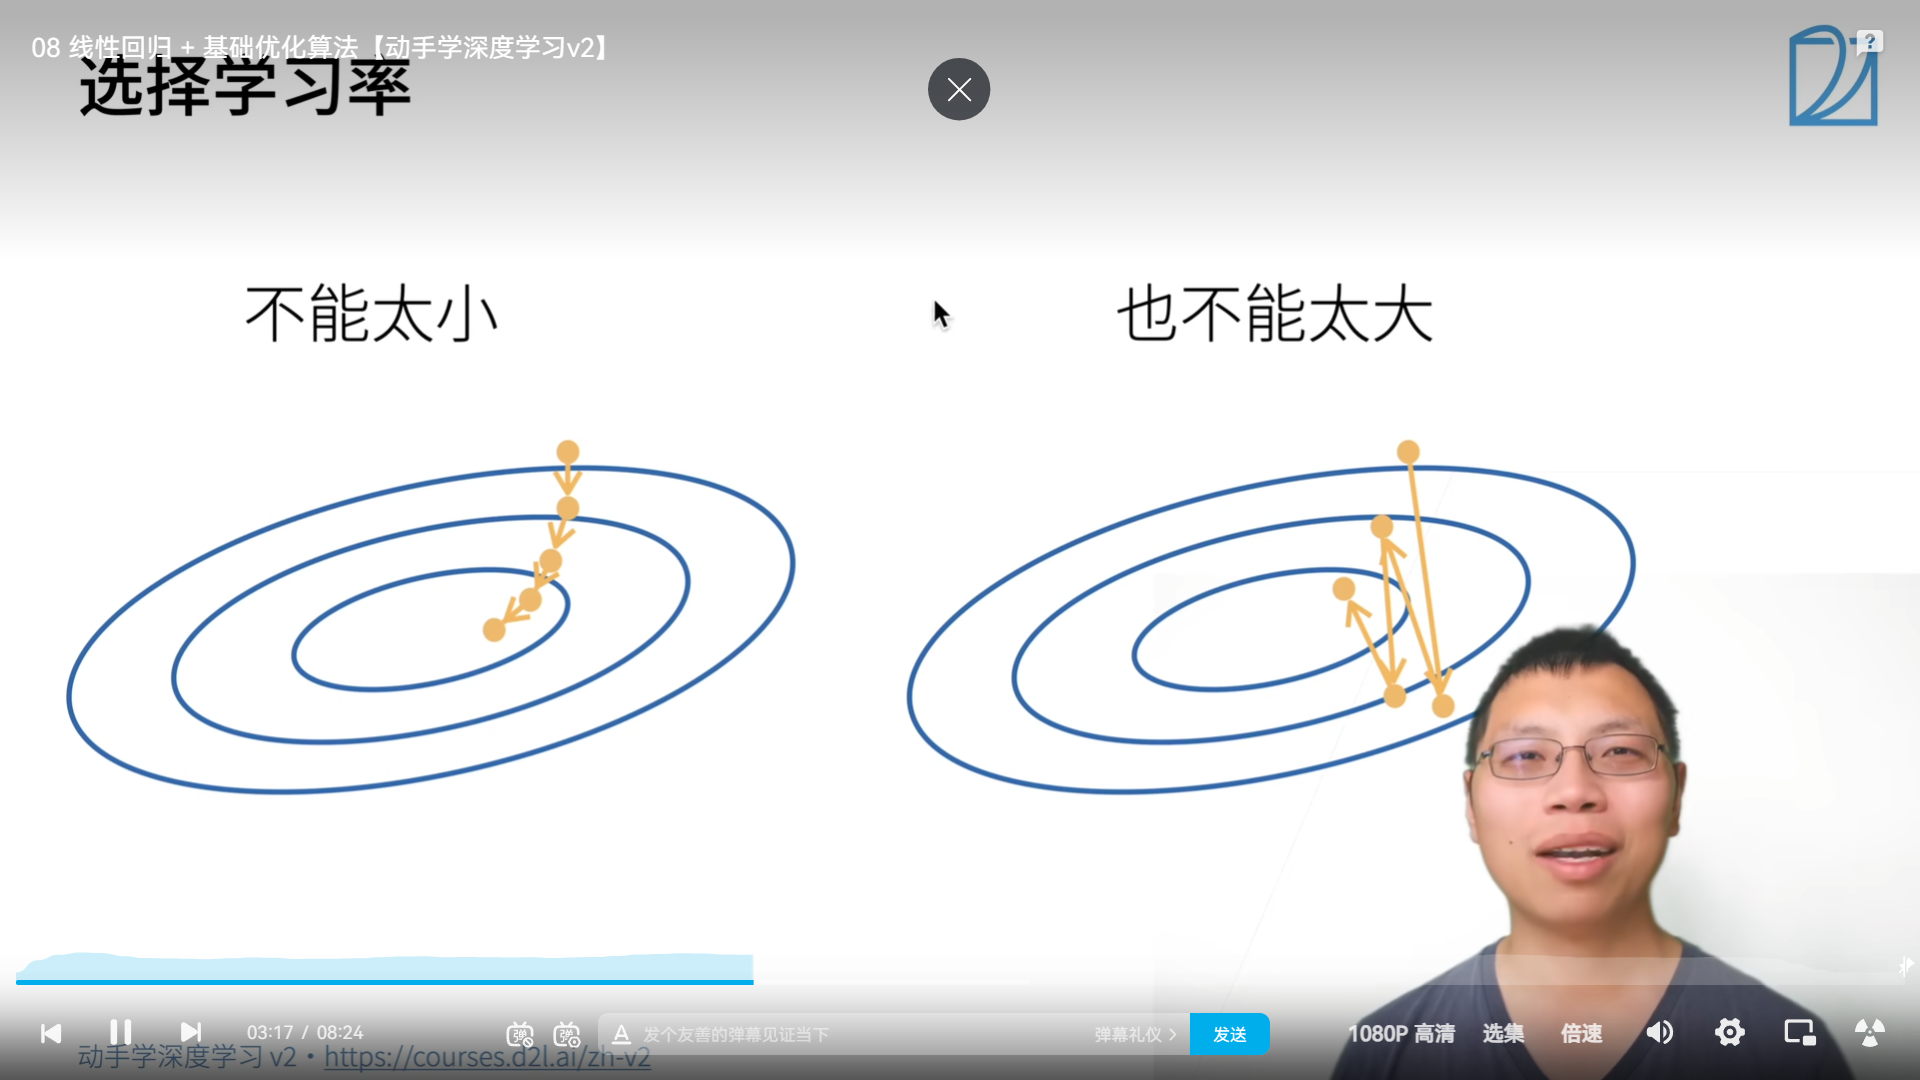 08 线性回归 + 基础优化算法【动手学深度学习v2】
选择学习率
?
不能太小
也不能太大
03:17 / 08:24
弹
弹
A
发个友善的弹幕见证当下
弹幕礼仪 >
发送
1080P 高清
选集
倍速
动手学深度学习 v2 • https://courses.d2l.ai/zh-v2